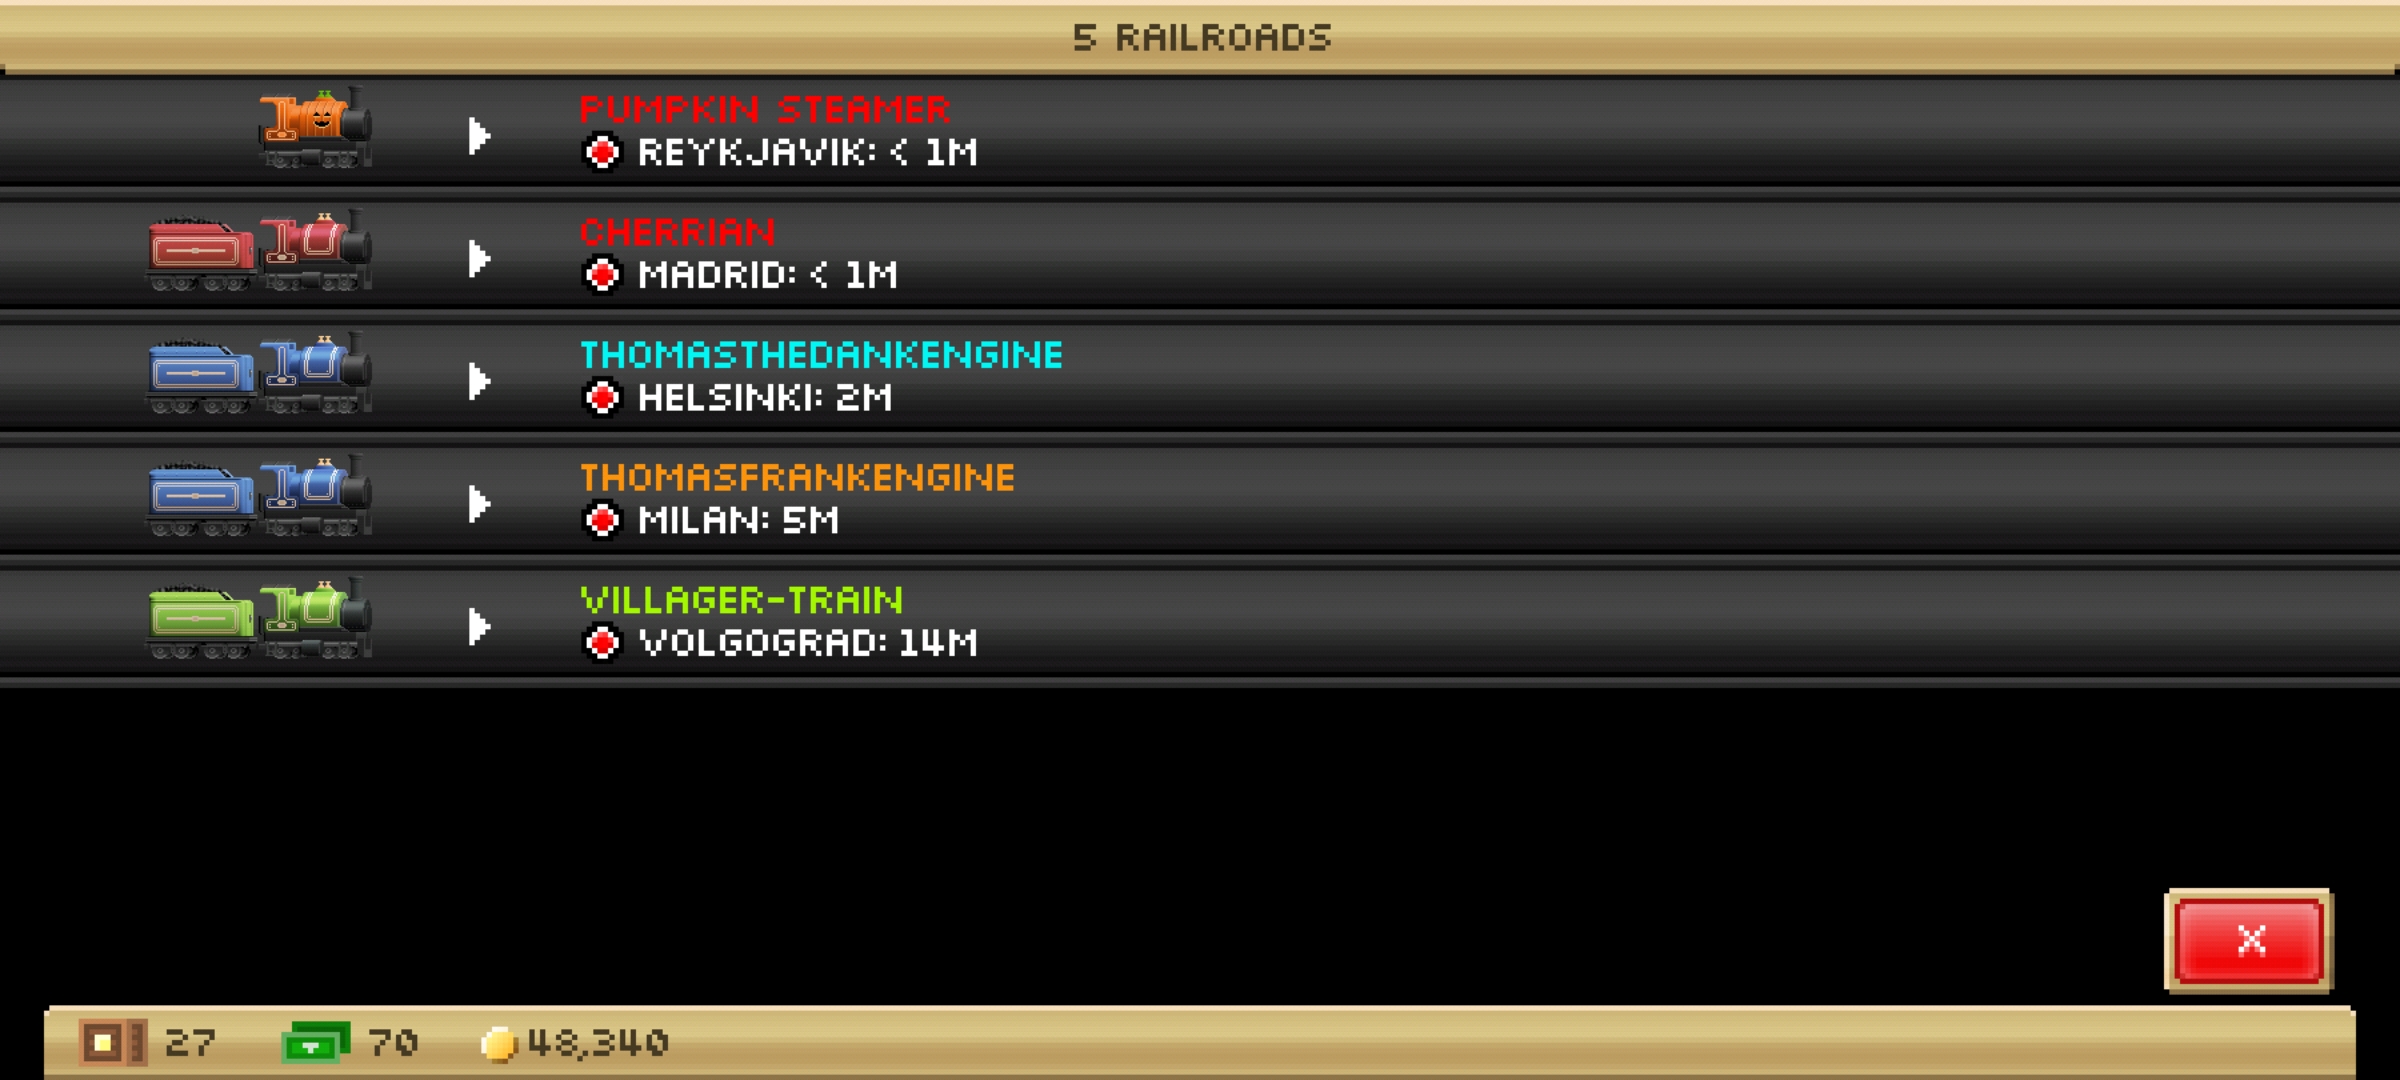 5 RAILROADS
PUMPKIN STEAMER
REYKJAVIK: < 1M
CHERRIAN
MADRID: < 1M
THOMASTHEDANKENGINE
HELSINKI: 2M
THOMASFRANKENGINE
MILAN: 5M
VILLAGER-TRAIN
VOLGOGRAD: 14M
X
27 70 48,340